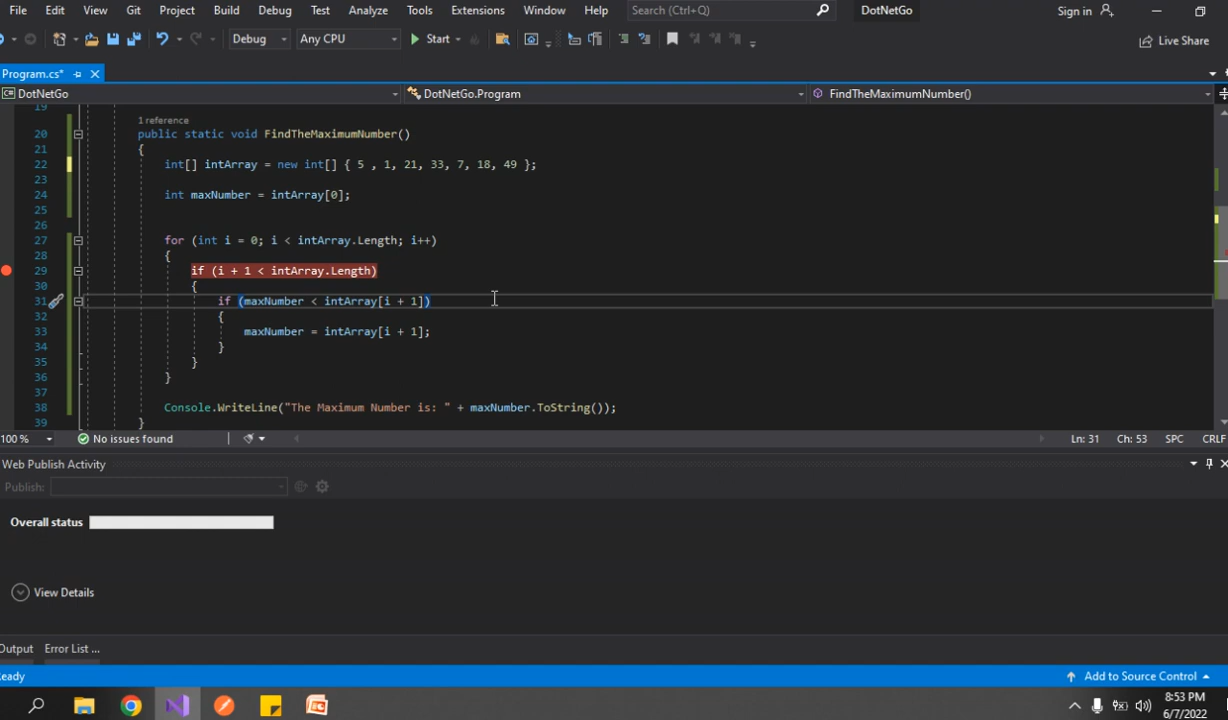 File Edit View Git Project Build Debug Test Analyze Tools Extensions Window Help Search (Ctrl+Q) DotNetGo Sign in
Debug Any CPU Start Live Share
Program.cs*
DotNetGo DotNetGo.Program FindTheMaximumNumber()
19
1 reference
20 public static void FindTheMaximumNumber()
21 {
22 int[] intArray = new int[] { 5 , 1, 21, 33, 7, 18, 49 };
23
24 int maxNumber = intArray[0];
25
26
27 for (int i = 0; i < intArray.Length; i++)
28 {
29 if (i + 1 < intArray.Length)
30 {
31 if (maxNumber < intArray[i + 1])
32 {
33 maxNumber = intArray[i + 1];
34 }
35 }
36 }
37
38 Console.WriteLine("The Maximum Number is: " + maxNumber.ToString());
39 }
100 % No issues found Ln: 31 Ch: 53 SPC CRLF
Web Publish Activity
Publish:
Overall status
View Details
Output Error List ...
eady Add to Source Control
8:53 PM
6/7/2022